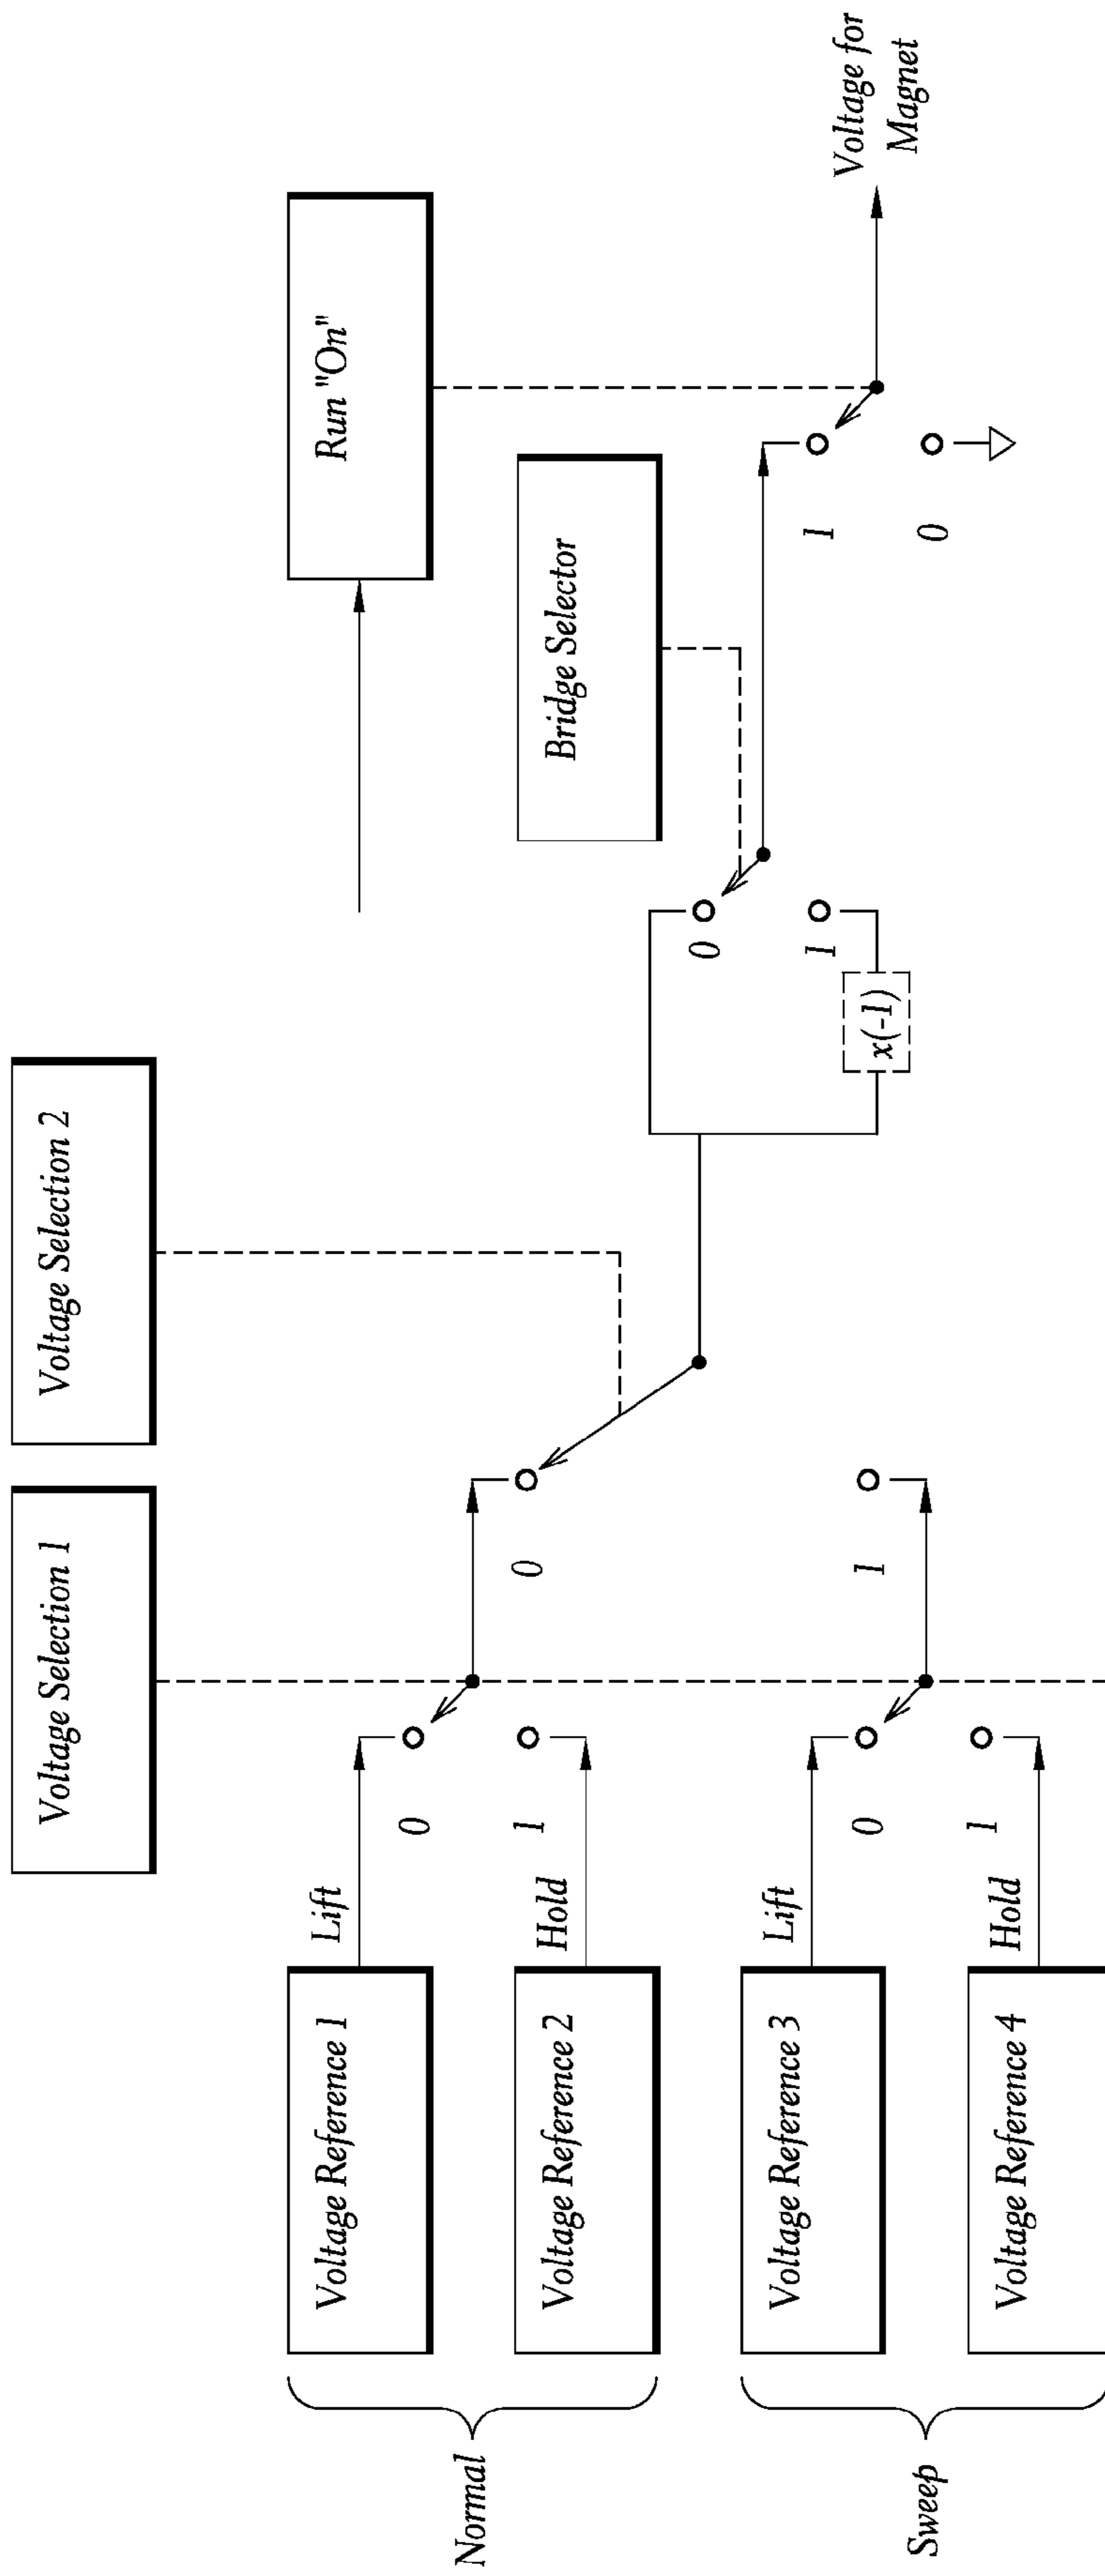 Voltage Selection 1
Voltage Selection 2
Normal
Voltage Reference 1
Lift
0
1
Voltage Reference 2
Hold
0
1
Sweep
Voltage Reference 3
Lift
0
1
Voltage Reference 4
Hold
0
1
x(-1)
Bridge Selector
Run "On"
1
0
Voltage for
Magnet